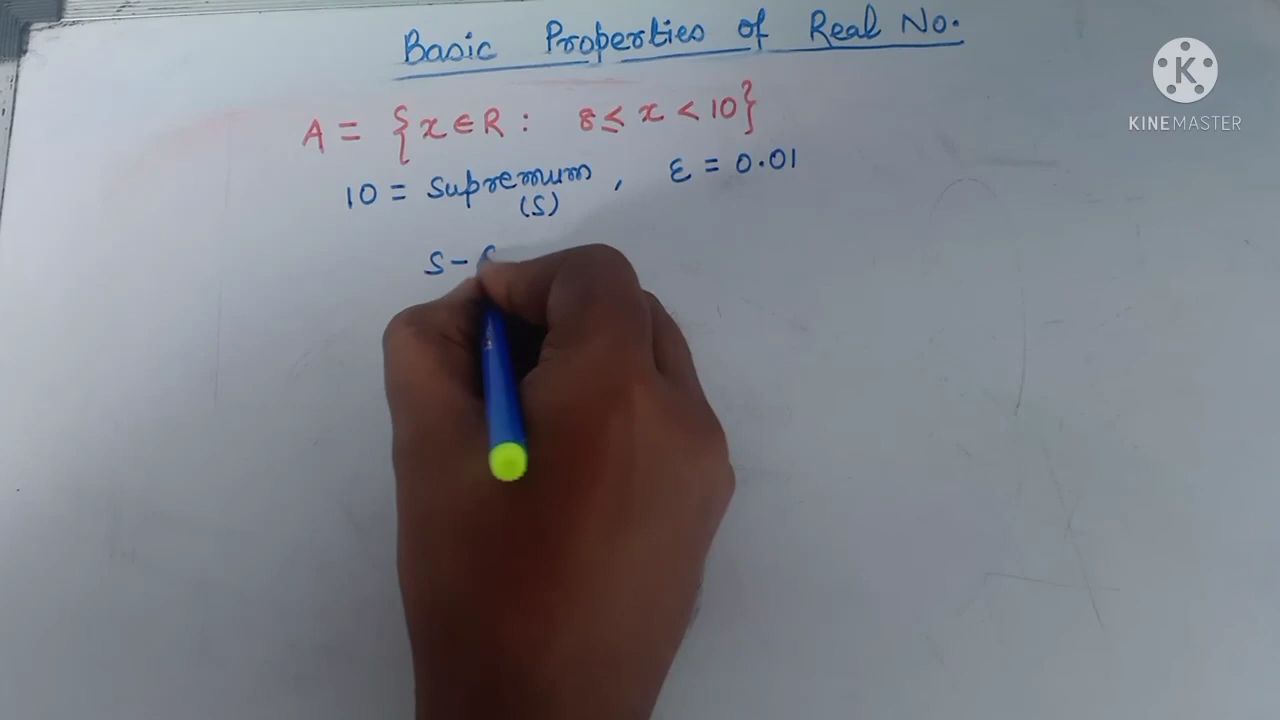 Basic Properties of Real No.
K
KINEMASTER
A = {x ∈ R : 8 ≤ x < 10}
10 = Supremum , ε = 0.01
(S)
S -